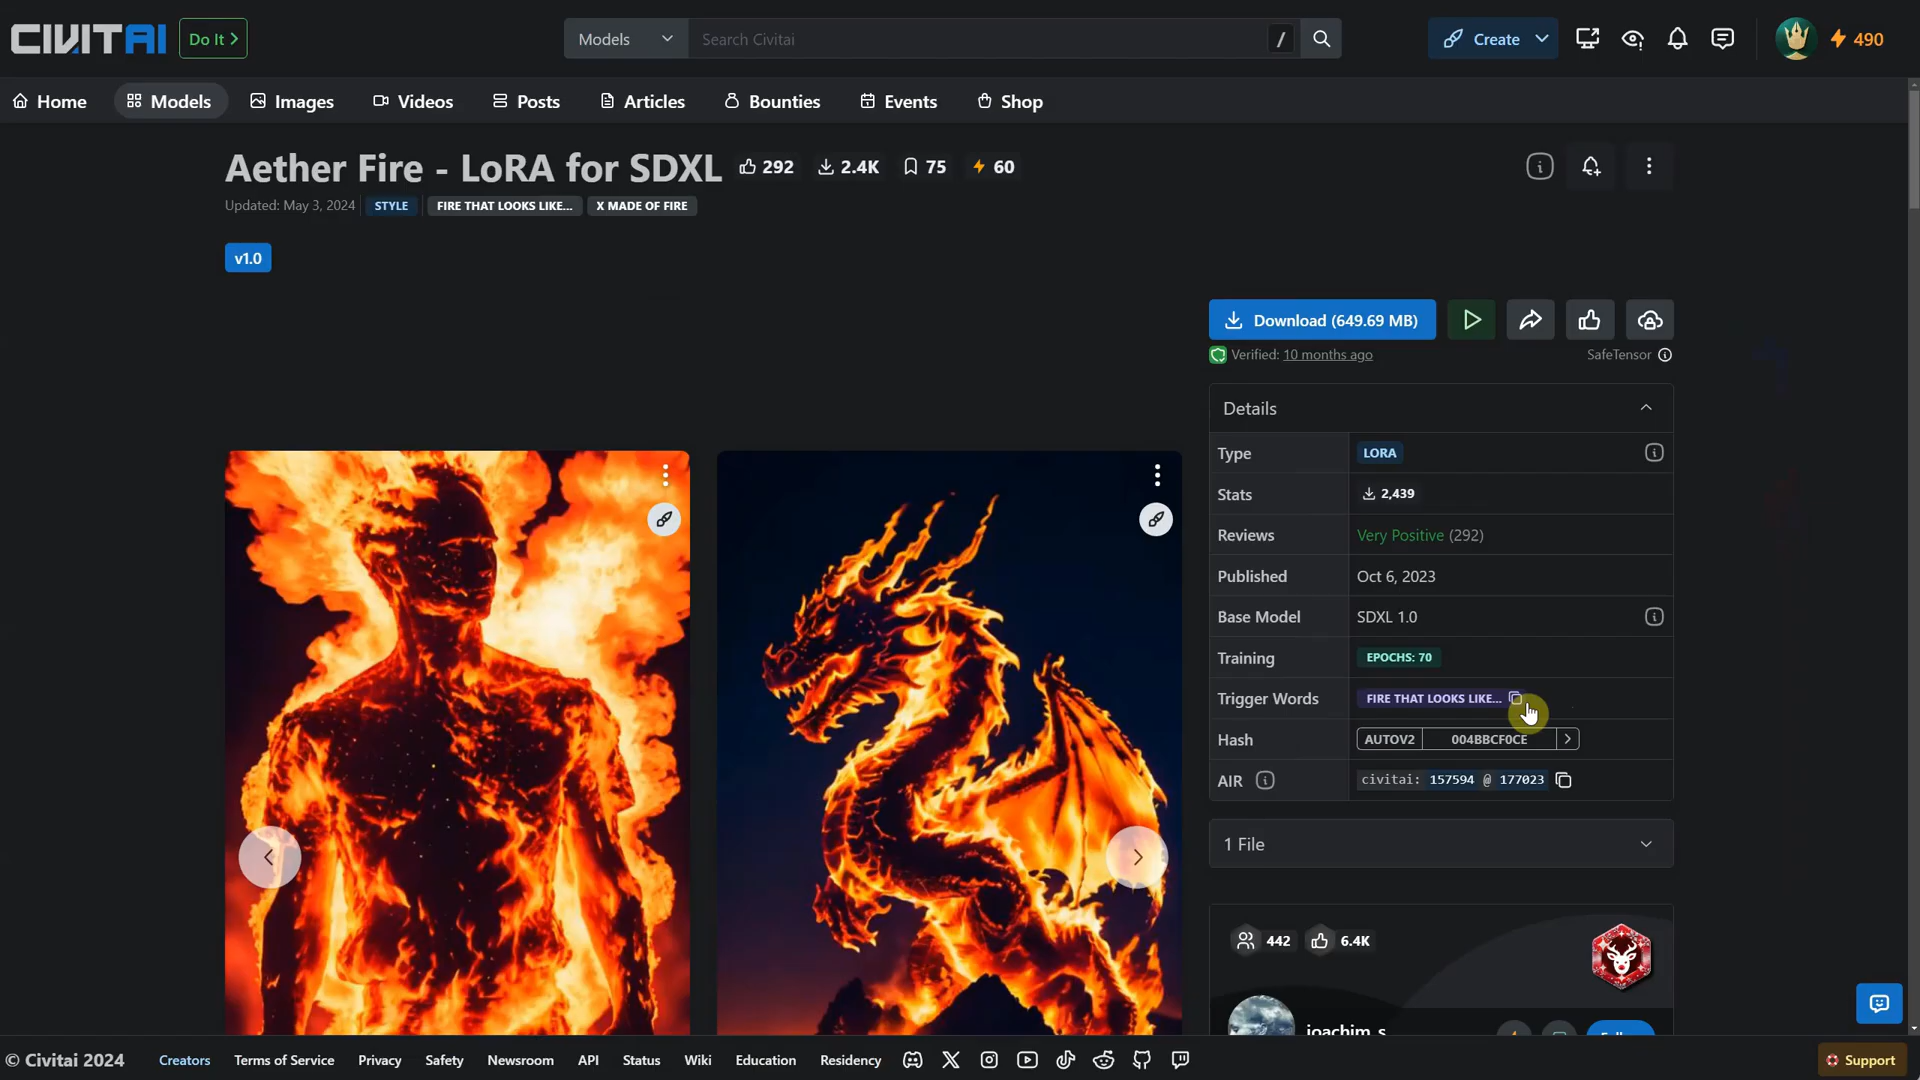 CIVITAI Do It > Models Search Civitai / Create 490
Home Models Images Videos Posts Articles Bounties Events Shop
Aether Fire - LoRA for SDXL 292 2.4K 75 60
Updated: May 3, 2024 STYLE FIRE THAT LOOKS LIKE... X MADE OF FIRE
v1.0
Download (649.69 MB)
Verified: 10 months ago SafeTensor
Details
Type LORA
Stats 2,439
Reviews Very Positive (292)
Published Oct 6, 2023
Base Model SDXL 1.0
Training EPOCHS: 70
Trigger Words FIRE THAT LOOKS LIKE...
Hash AUTOV2 004BBCF0CE
AIR civitai: 157594 @ 177023
1 File
442 6.4K
joachim_s
© Civitai 2024 Creators Terms of Service Privacy Safety Newsroom API Status Wiki Education Residency Support